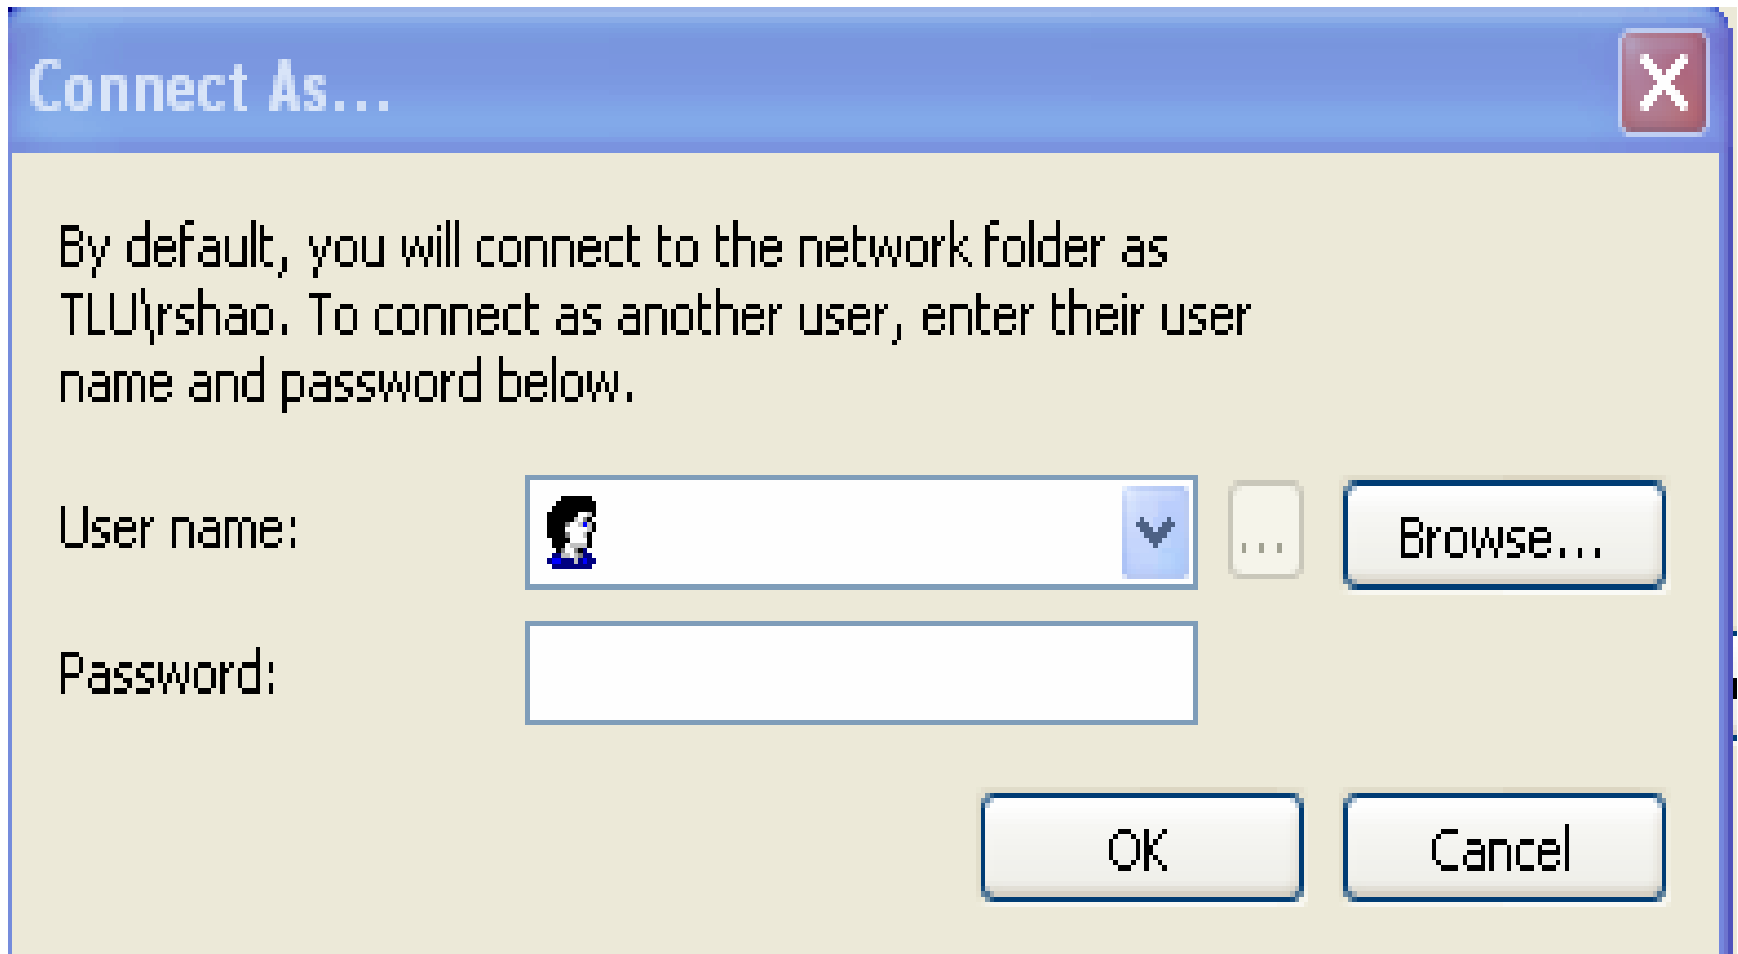 Connect As...
By default, you will connect to the network folder as
TLU\rshao. To connect as another user, enter their user
name and password below.
User name:
...
Browse...
Password:
OK
Cancel